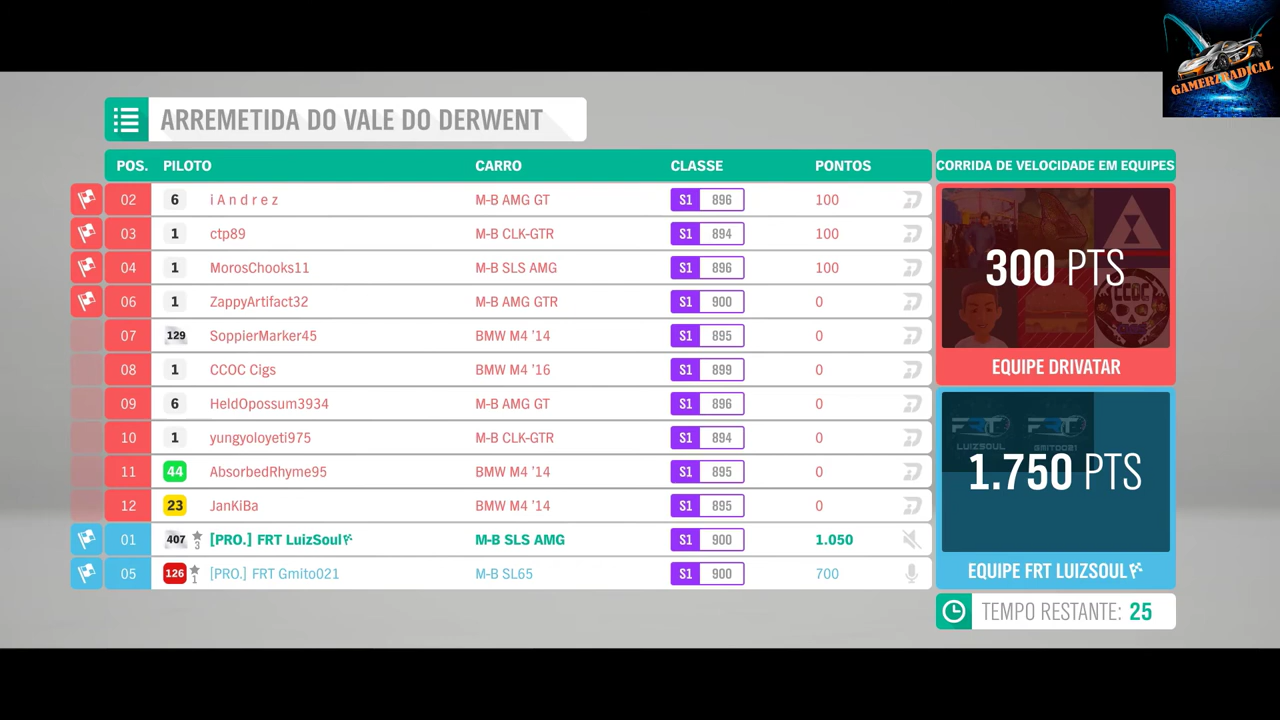 GAMERZRADICAL
ARREMETIDA DO VALE DO DERWENT
POS. PILOTO CARRO CLASSE PONTOS
02 6 i A n d r e z M-B AMG GT S1 896 100
03 1 ctp89 M-B CLK-GTR S1 894 100
04 1 MorosChooks11 M-B SLS AMG S1 896 100
06 1 ZappyArtifact32 M-B AMG GTR S1 900 0
07 129 SoppierMarker45 BMW M4 '14 S1 895 0
08 1 CCOC Cigs BMW M4 '16 S1 899 0
09 6 HeldOpossum3934 M-B AMG GT S1 896 0
10 1 yungyoloyeti975 M-B CLK-GTR S1 894 0
11 44 AbsorbedRhyme95 BMW M4 '14 S1 895 0
12 23 JanKiBa BMW M4 '14 S1 895 0
01 407 3 [PRO.] FRT LuizSoul M-B SLS AMG S1 900 1.050
05 126 1 [PRO.] FRT Gmito021 M-B SL65 S1 900 700
CORRIDA DE VELOCIDADE EM EQUIPES
300 PTS
CCOC
EQUIPE DRIVATAR
FRT FRT
LUIZSOUL GMITO021
1.750 PTS
EQUIPE FRT LUIZSOUL
TEMPO RESTANTE: 25